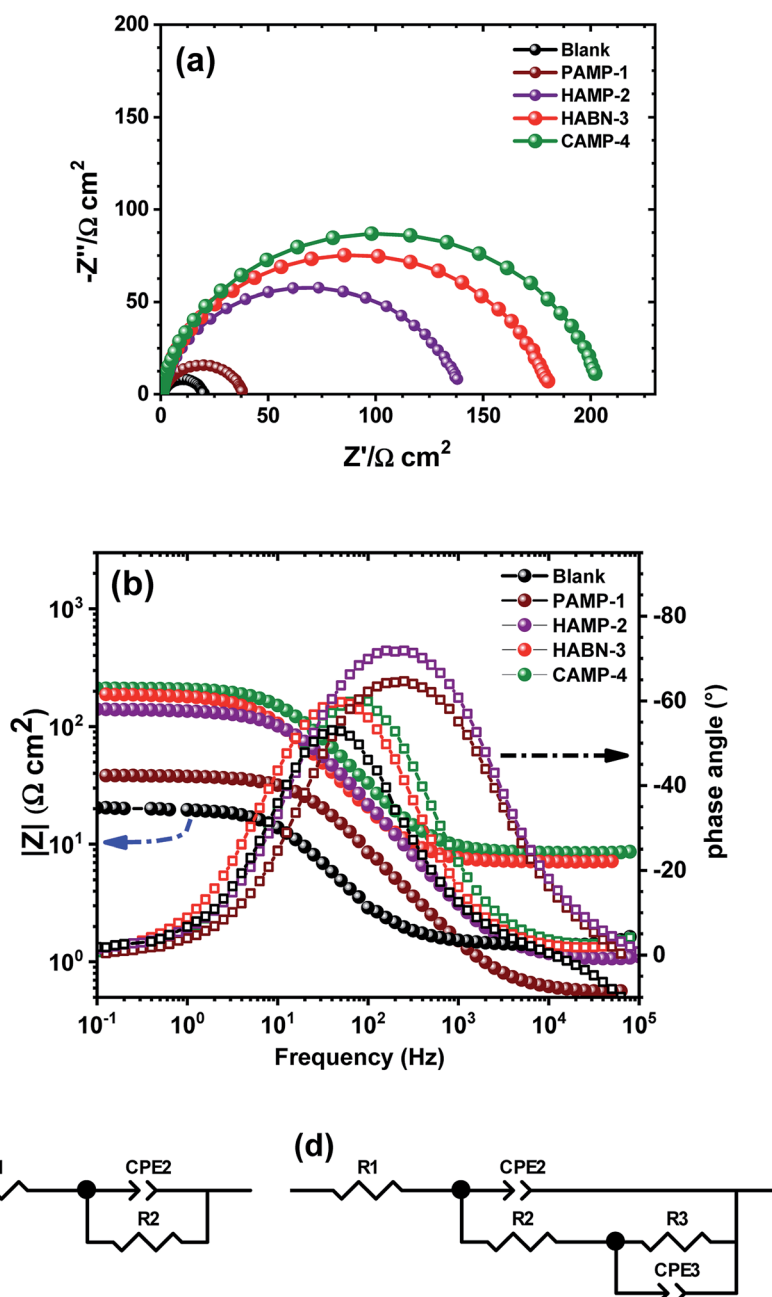 (a)
200
150
100
50
0
-Z''/Ω cm²
0
50
100
150
200
Z'/Ω cm²
Blank
PAMP-1
HAMP-2
HABN-3
CAMP-4
(b)
10³
10²
10¹
10⁰
|Z| (Ω cm²)
10⁻¹
10⁰
10¹
10²
10³
10⁴
10⁵
Frequency (Hz)
-80
-60
-40
-20
0
phase angle (°)
Blank
PAMP-1
HAMP-2
HABN-3
CAMP-4
CPE2
R2
(d)
R1
CPE2
R2
R3
CPE3